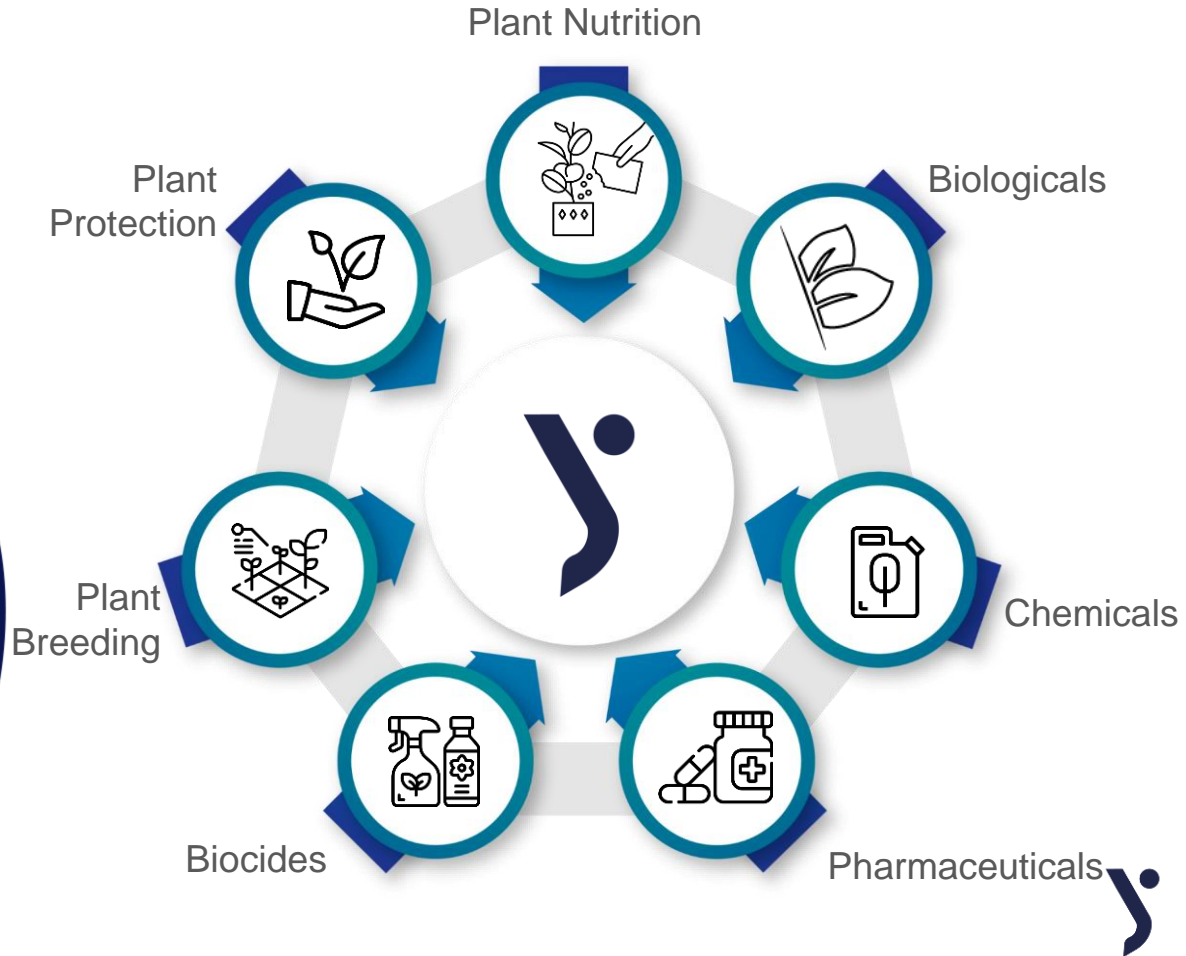 Plant Nutrition
Plant
Protection
Biologicals
Plant
Breeding
Chemicals
Biocides
Pharmaceuticals